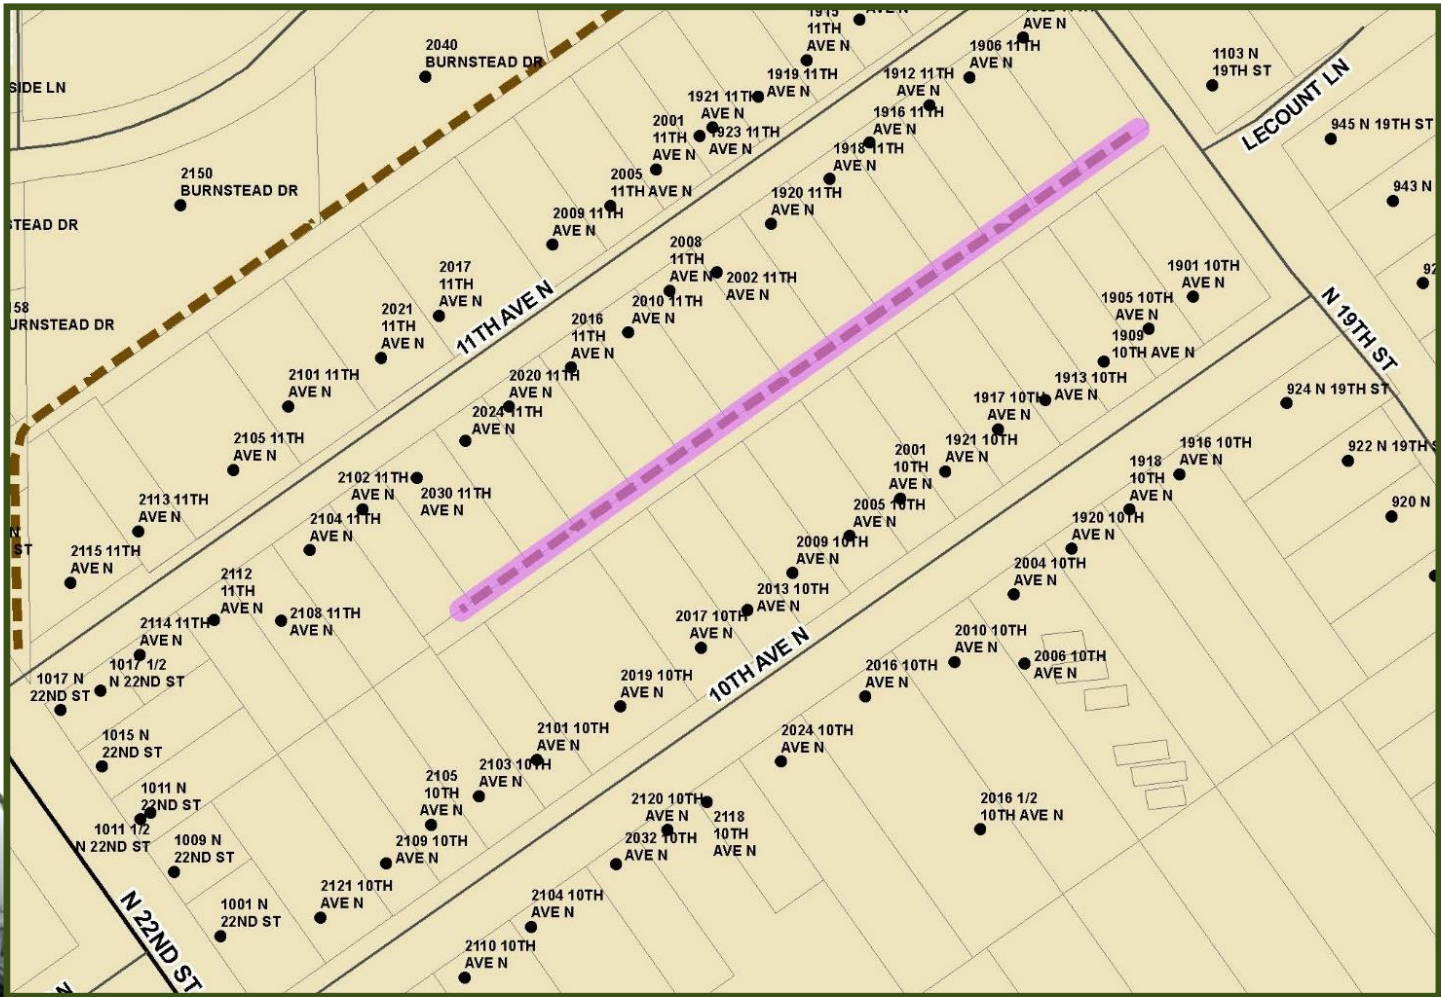 2040
BURNSTEAD DR
SIDE LN
2150
BURNSTEAD DR
STEAD DR
158
URNSTEAD DR
1915
11TH
AVE N
1919 11TH
AVE N
1921 11TH
AVE N
1923 11TH
AVE N
2001
11TH
AVE N
2005
11TH AVE N
2009 11TH
AVE N
2017
11TH
AVE N
2021
11TH
AVE N
2101 11TH
AVE N
2105 11TH
AVE N
2113 11TH
AVE N
2115 11TH
AVE N
N
ST
11TH AVE N
AVE N
1906 11TH
AVE N
1912 11TH
AVE N
1916 11TH
AVE N
1918 11TH
AVE N
1920 11TH
AVE N
2008
11TH
AVE N
2002 11TH
AVE N
2010 11TH
AVE N
2016
11TH
AVE N
2020 11TH
AVE N
2024 11TH
AVE N
2030 11TH
AVE N
2102 11TH
AVE N
2104 11TH
AVE N
2108 11TH
AVE N
2112
11TH
AVE N
2114 11TH
AVE N
1017 1/2
N 22ND ST
1017 N
22ND ST
1015 N
22ND ST
1011 N
22ND ST
1011 1/2
N 22ND ST
1009 N
22ND ST
1001 N
22ND ST
N 22ND ST
N
1103 N
19TH ST
LECOUNT LN
945 N 19TH ST
943 N
92
N 19TH ST
924 N 19TH ST
922 N 19TH S
920 N
1901 10TH
AVE N
1905 10TH
AVE N
1909
10TH AVE N
1913 10TH
AVE N
1917 10TH
AVE N
1921 10TH
AVE N
2001
10TH
AVE N
2005 10TH
AVE N
2009 10TH
AVE N
2013 10TH
AVE N
2017 10TH
AVE N
2019 10TH
AVE N
2101 10TH
AVE N
2103 10TH
AVE N
2105
10TH
AVE N
2109 10TH
AVE N
2121 10TH
AVE N
10TH AVE N
1916 10TH
AVE N
1918
10TH
AVE N
1920 10TH
AVE N
2004 10TH
AVE N
2010 10TH
AVE N
2006 10TH
AVE N
2016 10TH
AVE N
2024 10TH
AVE N
2016 1/2
10TH AVE N
2120 10TH
AVE N
2118
10TH
AVE N
2032 10TH
AVE N
2104 10TH
AVE N
2110 10TH
AVE N